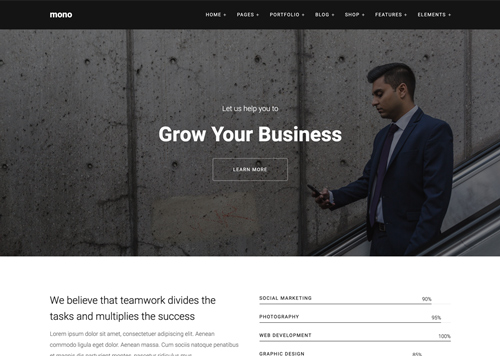 mono
HOME + PAGES + PORTFOLIO + BLOG + SHOP + FEATURES + ELEMENTS +
Let us help you to
Grow Your Business
LEARN MORE
We believe that teamwork divides the
tasks and multiplies the success
Lorem ipsum dolor sit amet, consectetuer adipiscing elit. Aenean
commodo ligula eget dolor. Aenean massa. Cum sociis natoque penatibus
SOCIAL MARKETING 90%
PHOTOGRAPHY 95%
WEB DEVELOPMENT 100%
GRAPHIC DESIGN